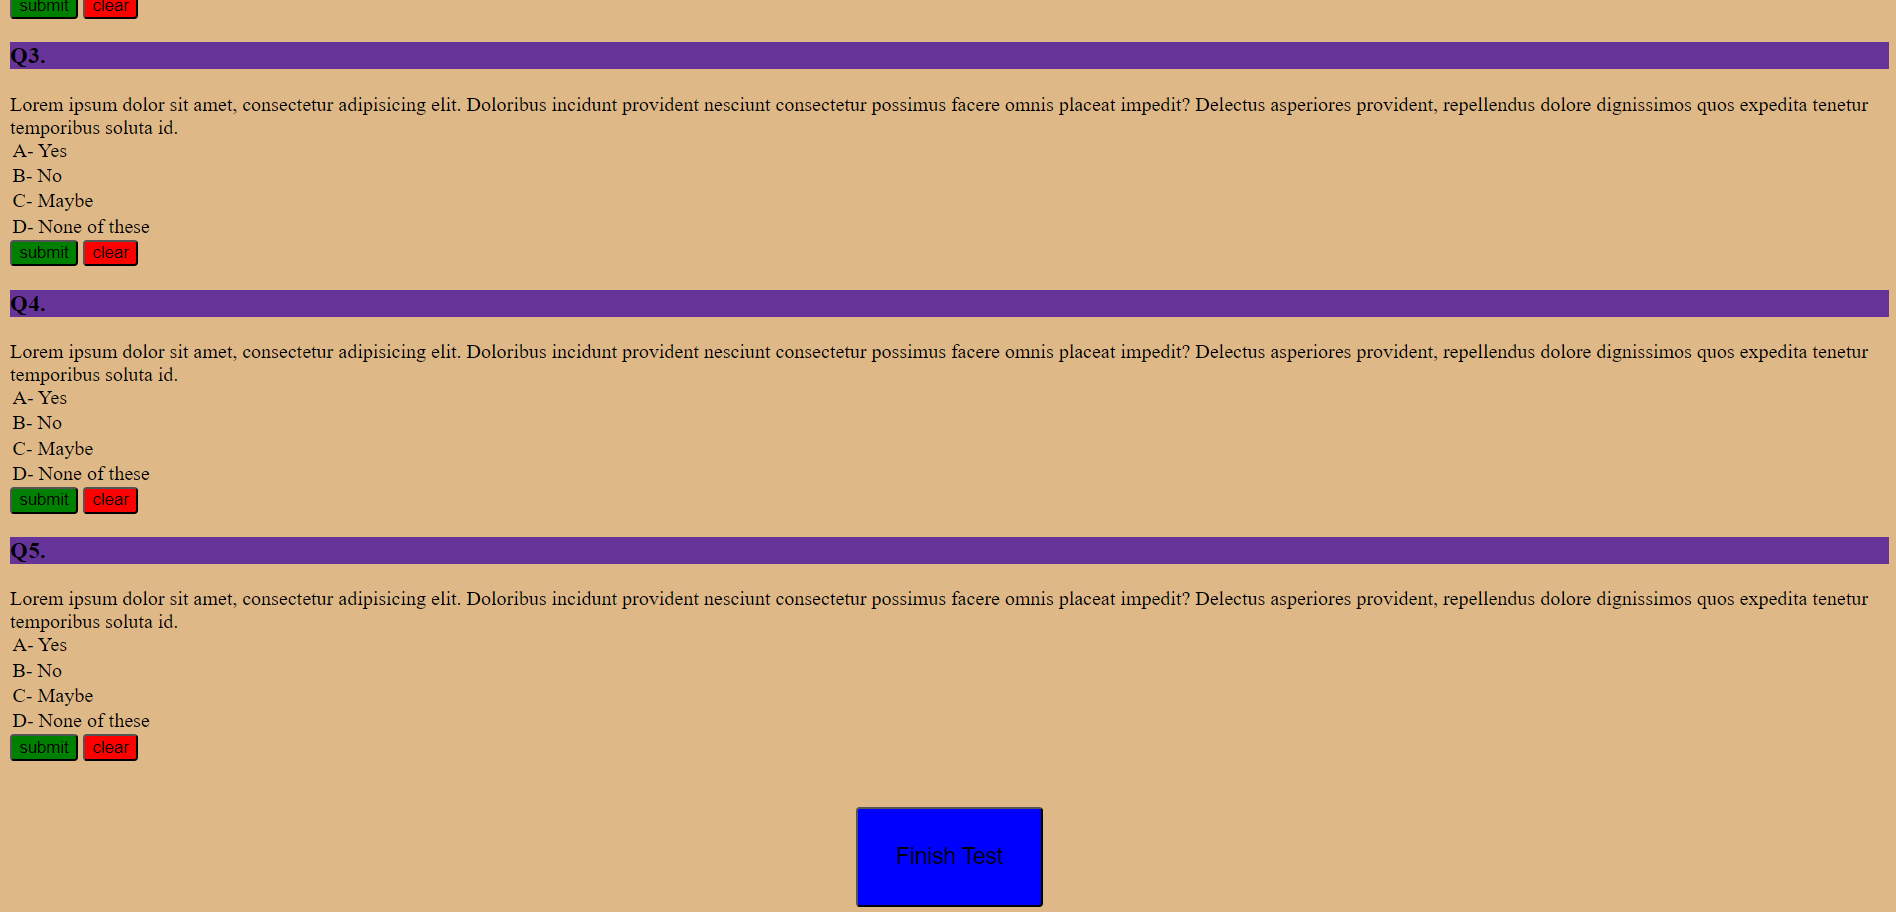 submit clear
Q3.
Lorem ipsum dolor sit amet, consectetur adipisicing elit. Doloribus incidunt provident nesciunt consectetur possimus facere omnis placeat impedit? Delectus asperiores provident, repellendus dolore dignissimos quos expedita tenetur
temporibus soluta id.
A- Yes
B- No
C- Maybe
D- None of these
submit clear
Q4.
Lorem ipsum dolor sit amet, consectetur adipisicing elit. Doloribus incidunt provident nesciunt consectetur possimus facere omnis placeat impedit? Delectus asperiores provident, repellendus dolore dignissimos quos expedita tenetur
temporibus soluta id.
A- Yes
B- No
C- Maybe
D- None of these
submit clear
Q5.
Lorem ipsum dolor sit amet, consectetur adipisicing elit. Doloribus incidunt provident nesciunt consectetur possimus facere omnis placeat impedit? Delectus asperiores provident, repellendus dolore dignissimos quos expedita tenetur
temporibus soluta id.
A- Yes
B- No
C- Maybe
D- None of these
submit clear
Finish Test